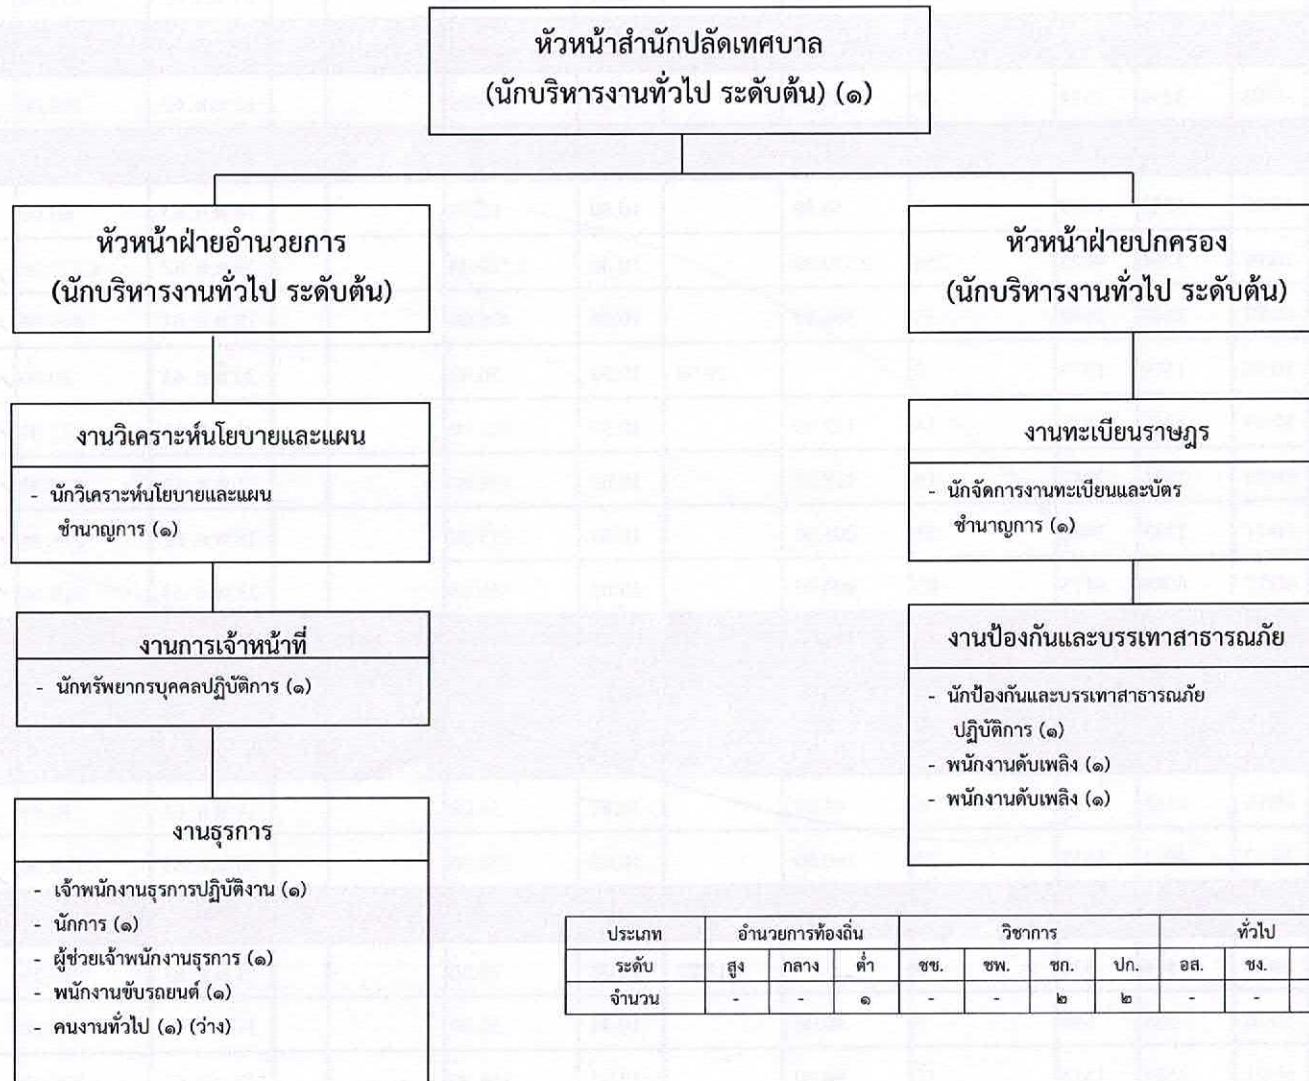 หัวหน้าสำนักปลัดเทศบาล
(นักบริหารงานทั่วไป ระดับต้น) (๑)
หัวหน้าฝ่ายอำนวยการ
(นักบริหารงานทั่วไป ระดับต้น)
หัวหน้าฝ่ายปกครอง
(นักบริหารงานทั่วไป ระดับต้น)
งานวิเคราะห์นโยบายและแผน
- นักวิเคราะห์นโยบายและแผน
ชำนาญการ (๑)
งานการเจ้าหน้าที่
- นักทรัพยากรบุคคลปฏิบัติการ (๑)
งานธุรการ
- เจ้าพนักงานธุรการปฏิบัติงาน (๑)
- นักการ (๑)
- ผู้ช่วยเจ้าพนักงานธุรการ (๑)
- พนักงานขับรถยนต์ (๑)
- คนงานทั่วไป (๑) (ว่าง)
งานทะเบียนราษฎร
- นักจัดการงานทะเบียนและบัตร
ชำนาญการ (๑)
งานป้องกันและบรรเทาสาธารณภัย
- นักป้องกันและบรรเทาสาธารณภัย
ปฏิบัติการ (๑)
- พนักงานดับเพลิง (๑)
- พนักงานดับเพลิง (๑)
ประเภท อำนวยการท้องถิ่น วิชาการ ทั่วไป
ระดับ สูง กลาง ต่ำ ชช. ชพ. ชก. ปก. อส. ชง.
จำนวน - - ๑ - - ๒ ๒ - -